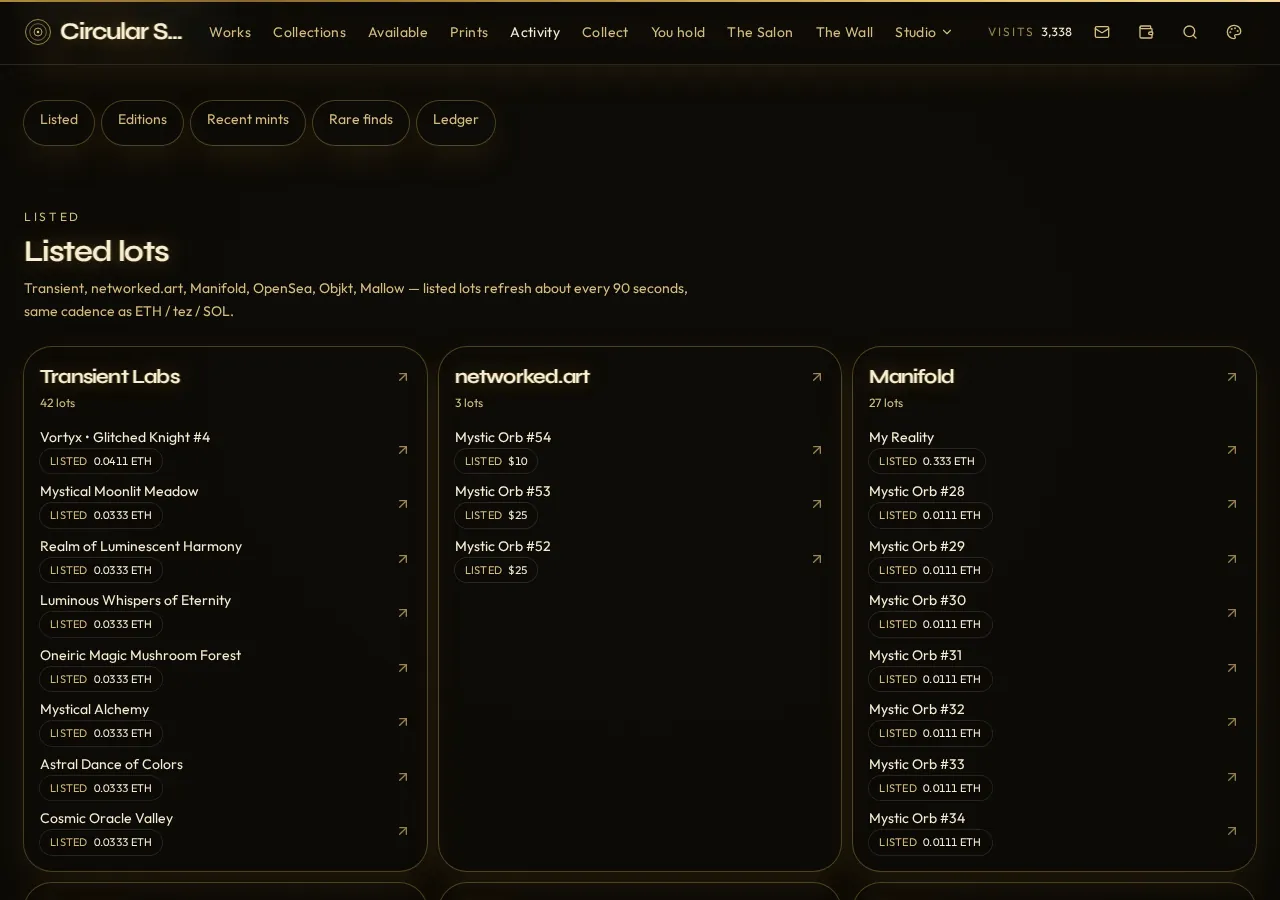 Circular S...
Works
Collections
Available
Prints
Activity
Collect
You hold
The Salon
The Wall
Studio
VISITS 3,338
Listed
Editions
Recent mints
Rare finds
Ledger
LISTED
Listed lots
Transient, networked.art, Manifold, OpenSea, Objkt, Mallow — listed lots refresh about every 90 seconds,
same cadence as ETH / tez / SOL.
Transient Labs
42 lots
Vortyx • Glitched Knight #4
LISTED 0.0411 ETH
Mystical Moonlit Meadow
LISTED 0.0333 ETH
Realm of Luminescent Harmony
LISTED 0.0333 ETH
Luminous Whispers of Eternity
LISTED 0.0333 ETH
Oneiric Magic Mushroom Forest
LISTED 0.0333 ETH
Mystical Alchemy
LISTED 0.0333 ETH
Astral Dance of Colors
LISTED 0.0333 ETH
Cosmic Oracle Valley
LISTED 0.0333 ETH
networked.art
3 lots
Mystic Orb #54
LISTED $10
Mystic Orb #53
LISTED $25
Mystic Orb #52
LISTED $25
Manifold
27 lots
My Reality
LISTED 0.333 ETH
Mystic Orb #28
LISTED 0.0111 ETH
Mystic Orb #29
LISTED 0.0111 ETH
Mystic Orb #30
LISTED 0.0111 ETH
Mystic Orb #31
LISTED 0.0111 ETH
Mystic Orb #32
LISTED 0.0111 ETH
Mystic Orb #33
LISTED 0.0111 ETH
Mystic Orb #34
LISTED 0.0111 ETH